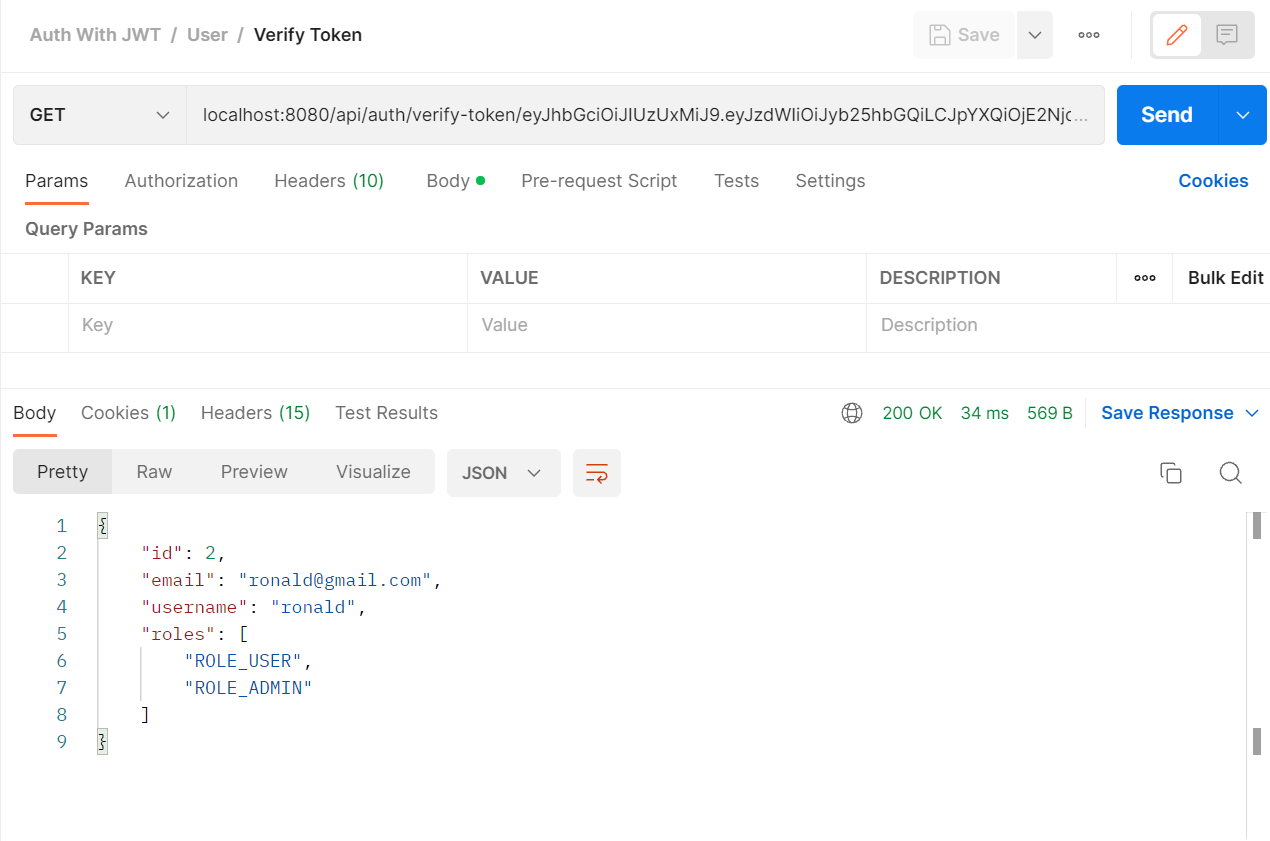 Auth With JWT / User / Verify Token Save
GET localhost:8080/api/auth/verify-token/eyJhbGciOiJIUzUxMiJ9.eyJzdWIiOiJyb25hbGQiLCJpYXQiOjE2Njc... Send
Params Authorization Headers (10) Body Pre-request Script Tests Settings Cookies
Query Params
KEY VALUE DESCRIPTION Bulk Edit
Key Value Description
Body Cookies (1) Headers (15) Test Results 200 OK 34 ms 569 B Save Response
Pretty Raw Preview Visualize JSON
1 {
2 "id": 2,
3 "email": "ronald@gmail.com",
4 "username": "ronald",
5 "roles": [
6 "ROLE_USER",
7 "ROLE_ADMIN"
8 ]
9 }